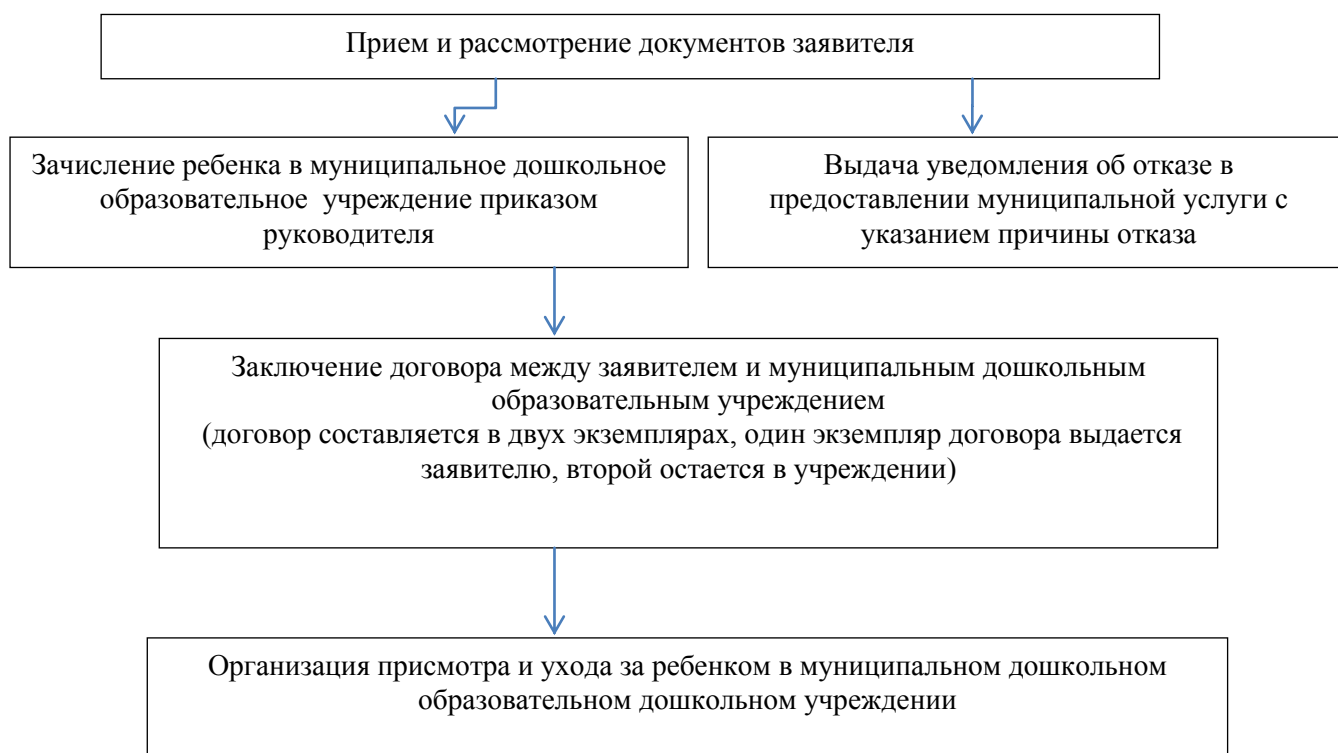 Прием и рассмотрение документов заявителя
Зачисление ребенка в муниципальное дошкольное
образовательное  учреждение приказом
руководителя
Выдача уведомления об отказе в
предоставлении муниципальной услуги с
указанием причины отказа
Заключение договора между заявителем и муниципальным дошкольным
образовательным учреждением
(договор составляется в двух экземплярах, один экземпляр договора выдается
заявителю, второй остается в учреждении)
Организация присмотра и ухода за ребенком в муниципальном дошкольном
образовательном дошкольном учреждении